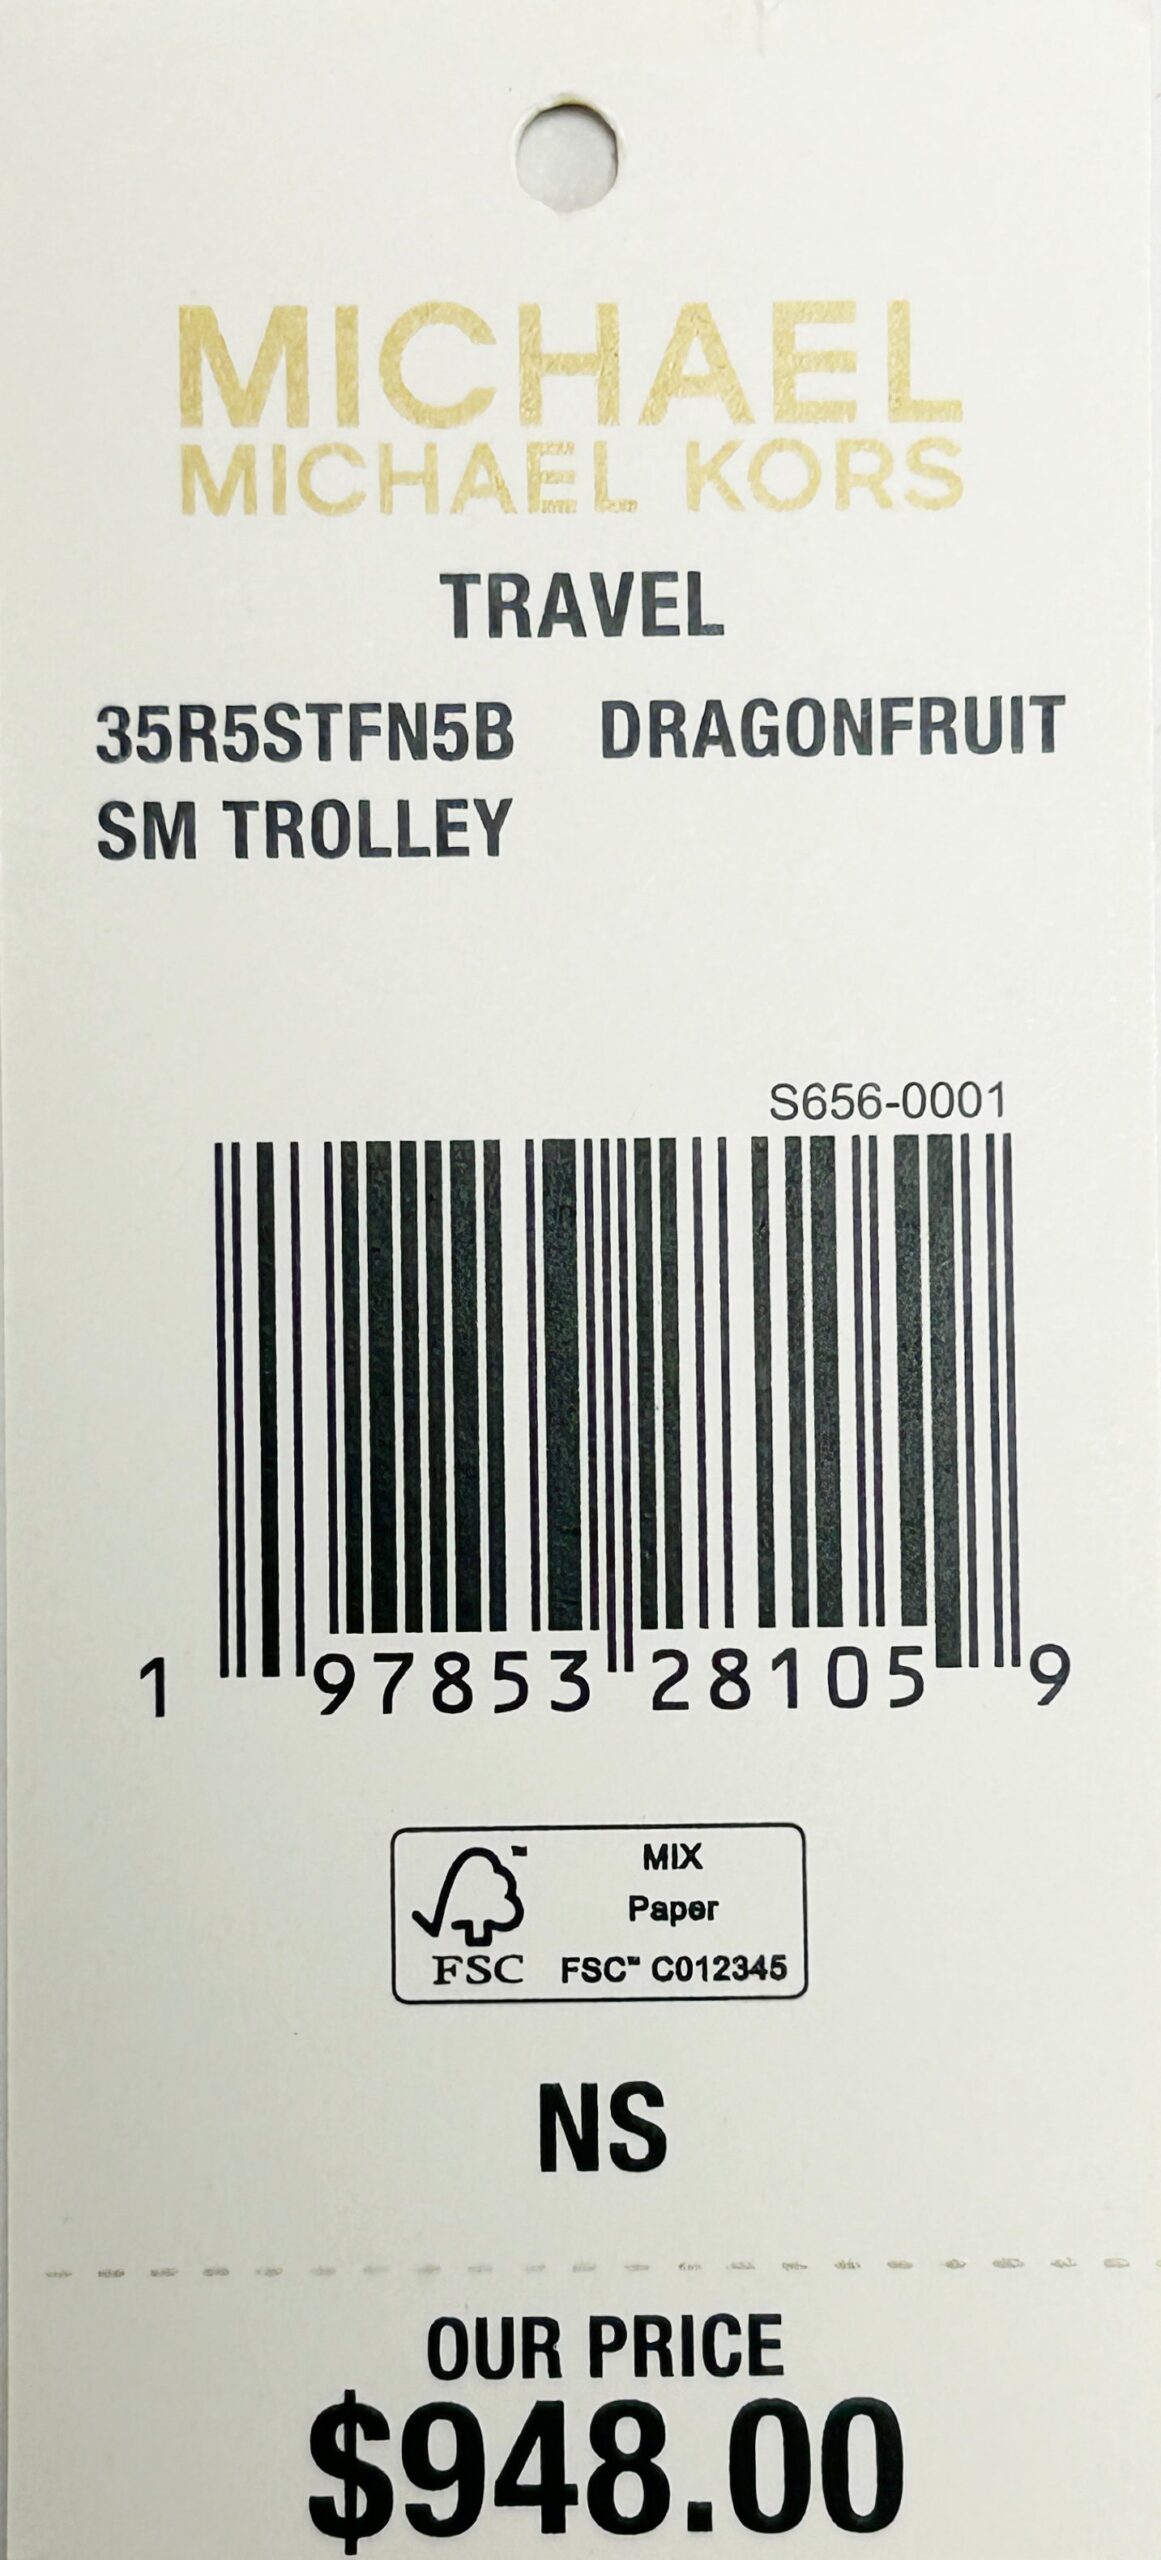 MICHAEL
MICHAEL KORS
TRAVEL
35R5STFN5B DRAGONFRUIT
SM TROLLEY
S656-0001
1 97853 28105 9
FSC
MIX
Paper
FSC™ C012345
NS
OUR PRICE
$948.00